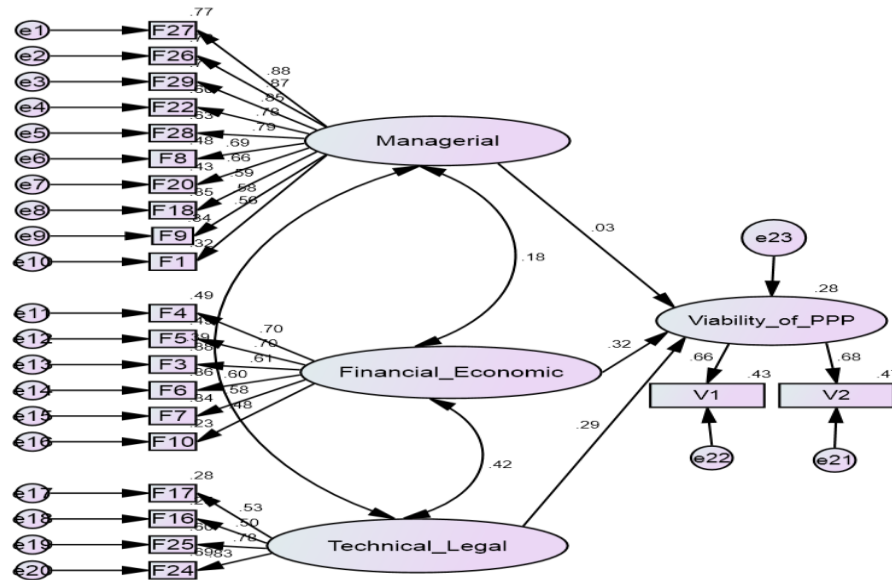 .77
e1 F27
e2 F26
.88
.87
e3 F29
.85
e4 F22
.78
e5 F28
.79
Managerial
.48
e6 F8
.69
.66
e7 F20
.43
.59
e8 F18
.58
e9 F9
.56
e10 F1
.32
.03
e23
.18
.28
Viability_of_PPP
e11 F4
.49
.70
e12 F5
.70
e13 F3
.61
.32
.66
.68
Financial_Economic
e14 F6
.60
.58
e15 F7
.48
e16 F10
.23
.43
V1
V2
e22
e21
.29
.42
e17 F17
.28
.53
e18 F16
.50
e19 F25
.78
Technical_Legal
e20 F24
.69
.83